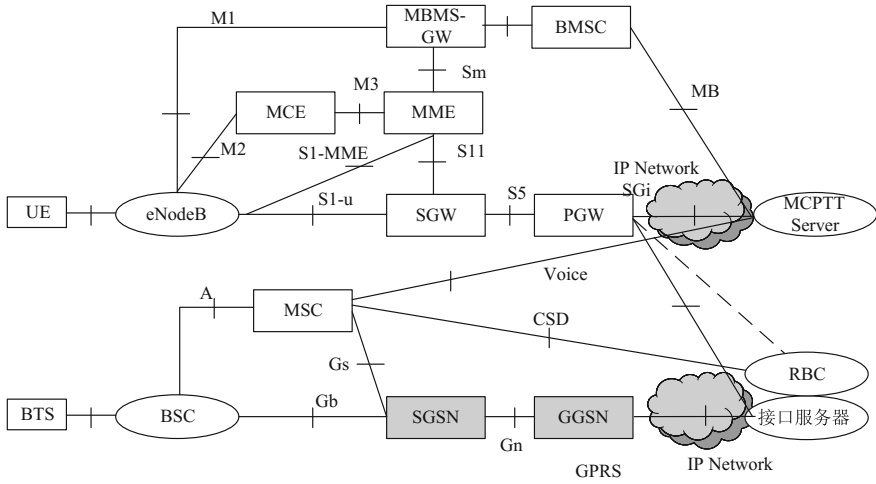 M1
MBMS-
GW
BMSC
Sm
MB
M3
MCE
MME
M2
S1-MME
S11
IP Network
SGi
UE
eNodeB
S1-u
SGW
S5
PGW
MCPTT
Server
Voice
A
MSC
CSD
Gs
RBC
BTS
BSC
Gb
SGSN
Gn
GGSN
接口服务器
GPRS
IP Network